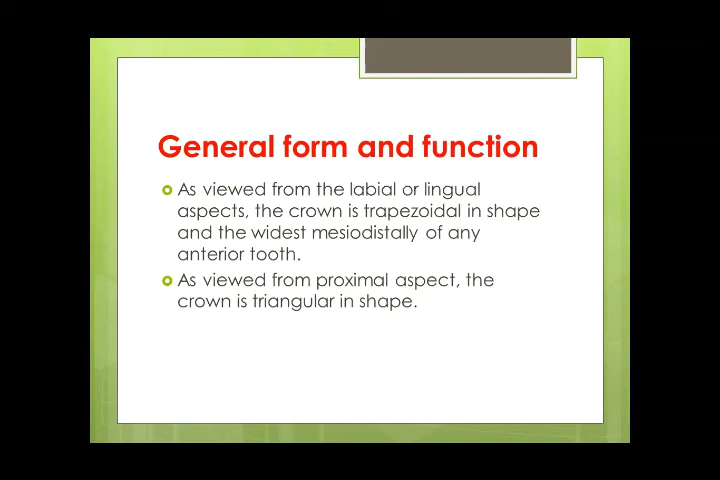 General form and function
As viewed from the labial or lingual
aspects, the crown is trapezoidal in shape
and the widest mesiodistally of any
anterior tooth.
As viewed from proximal aspect, the
crown is triangular in shape.